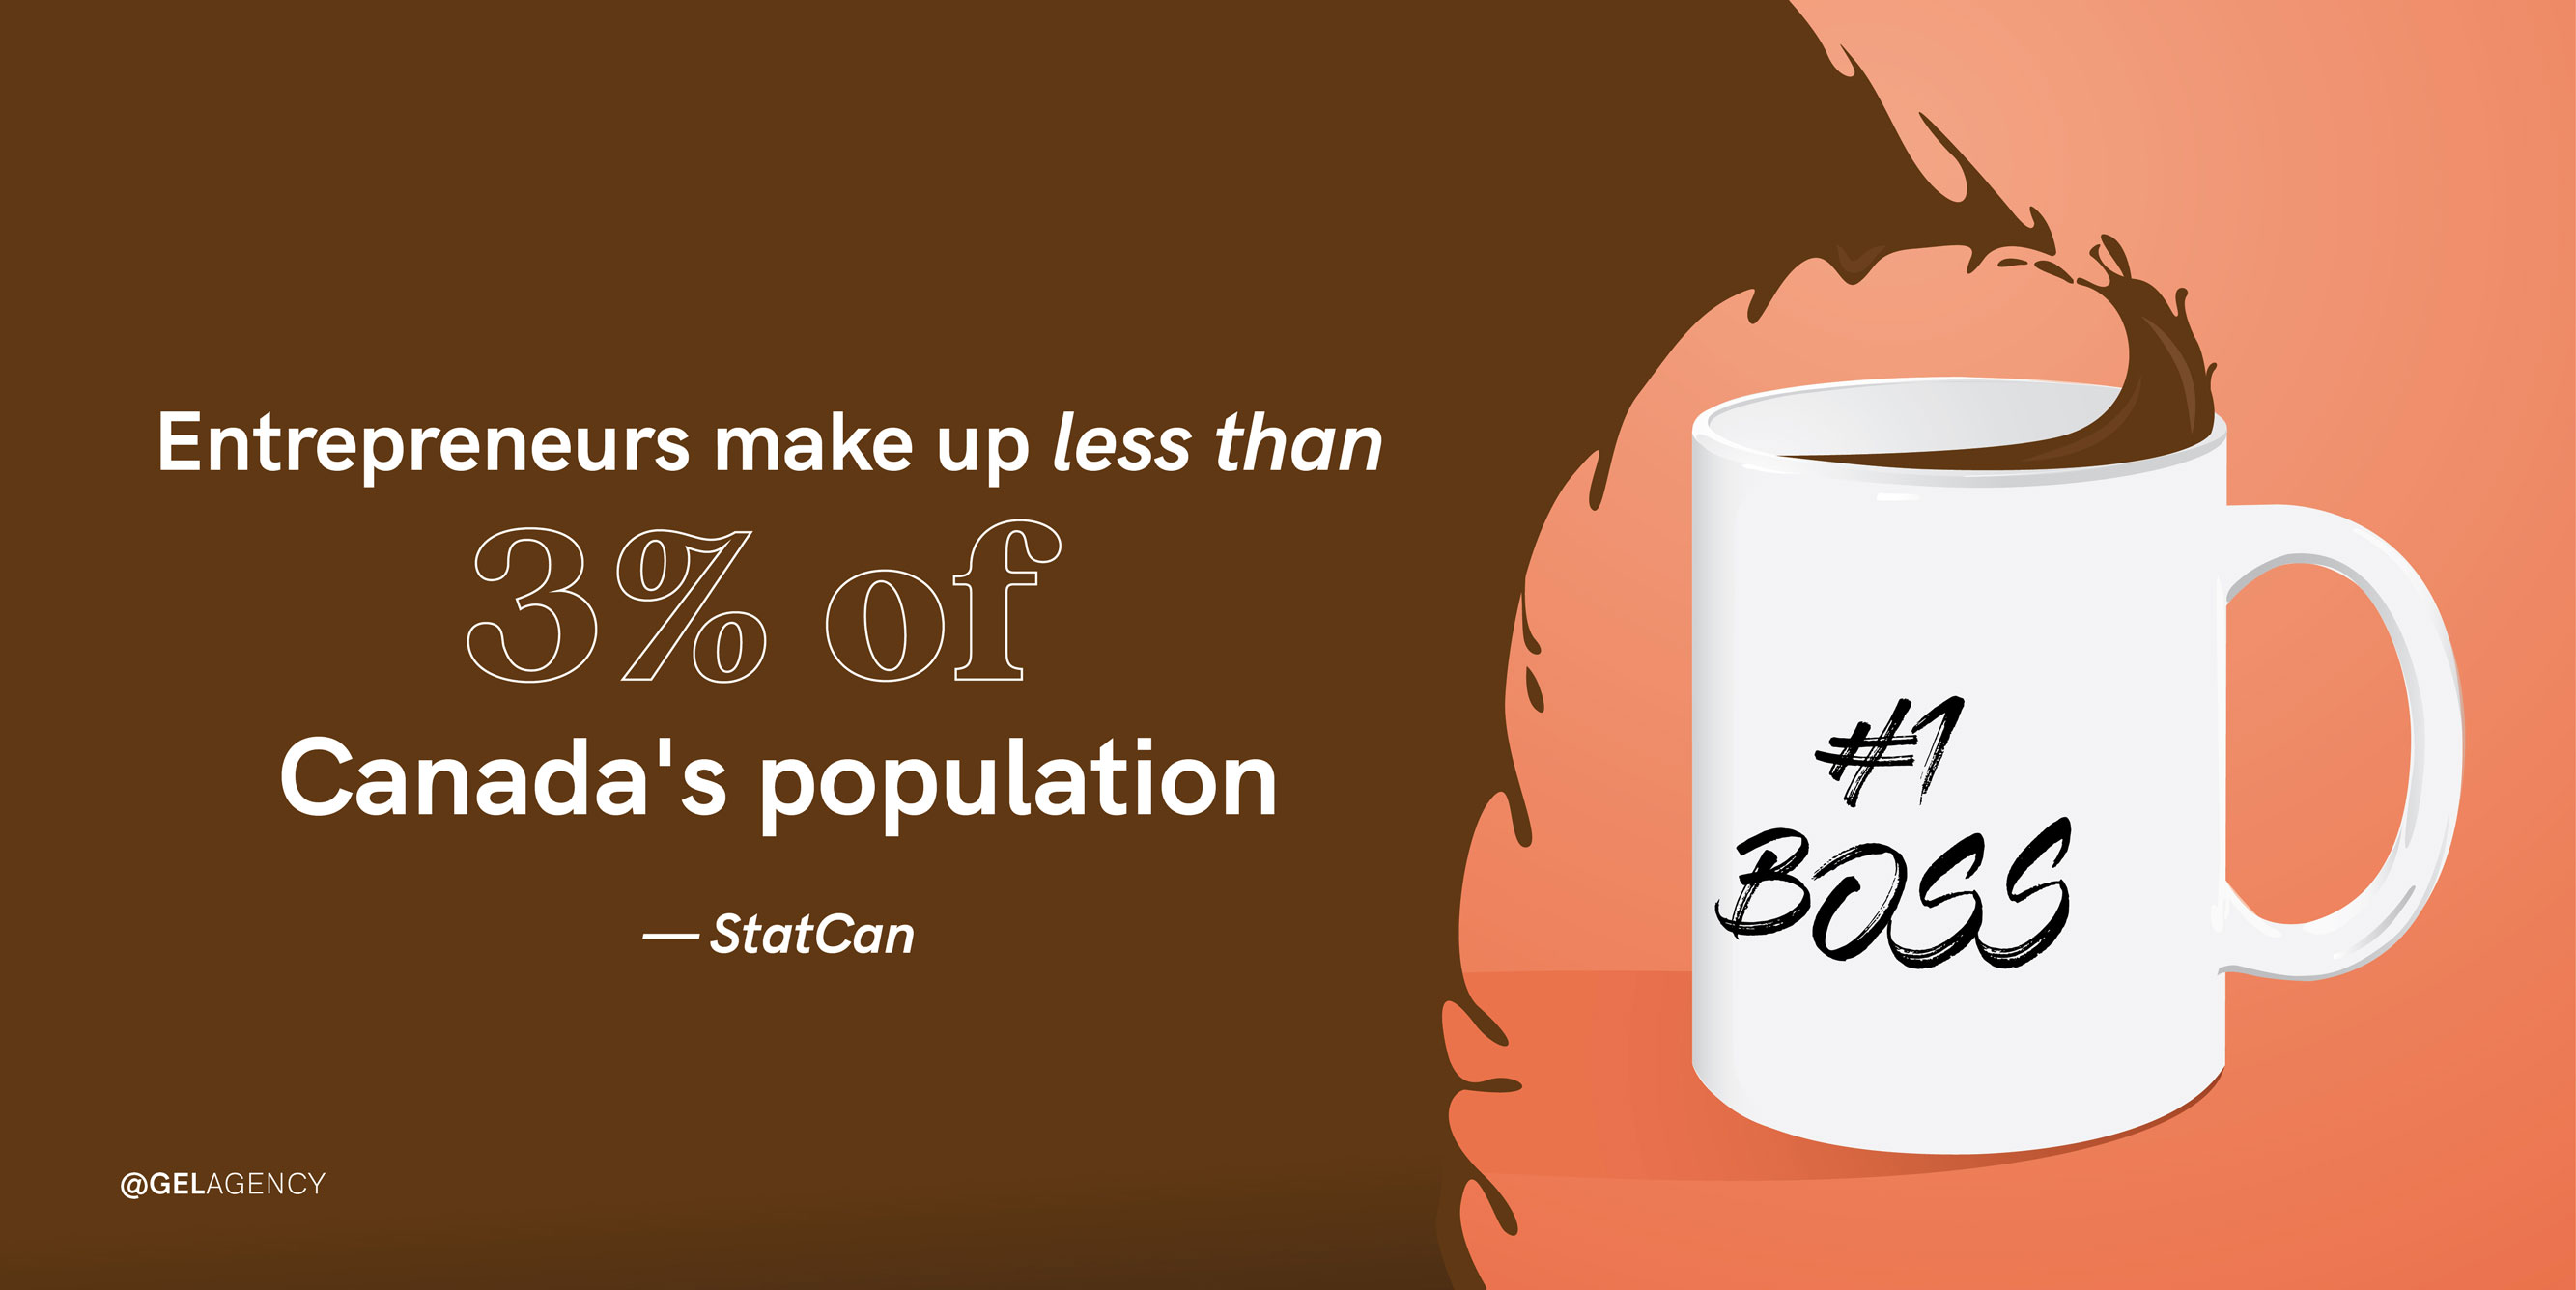 Entrepreneurs make up less than
3% of
Canada's population
— StatCan
@GELAGENCY
#1
BOSS